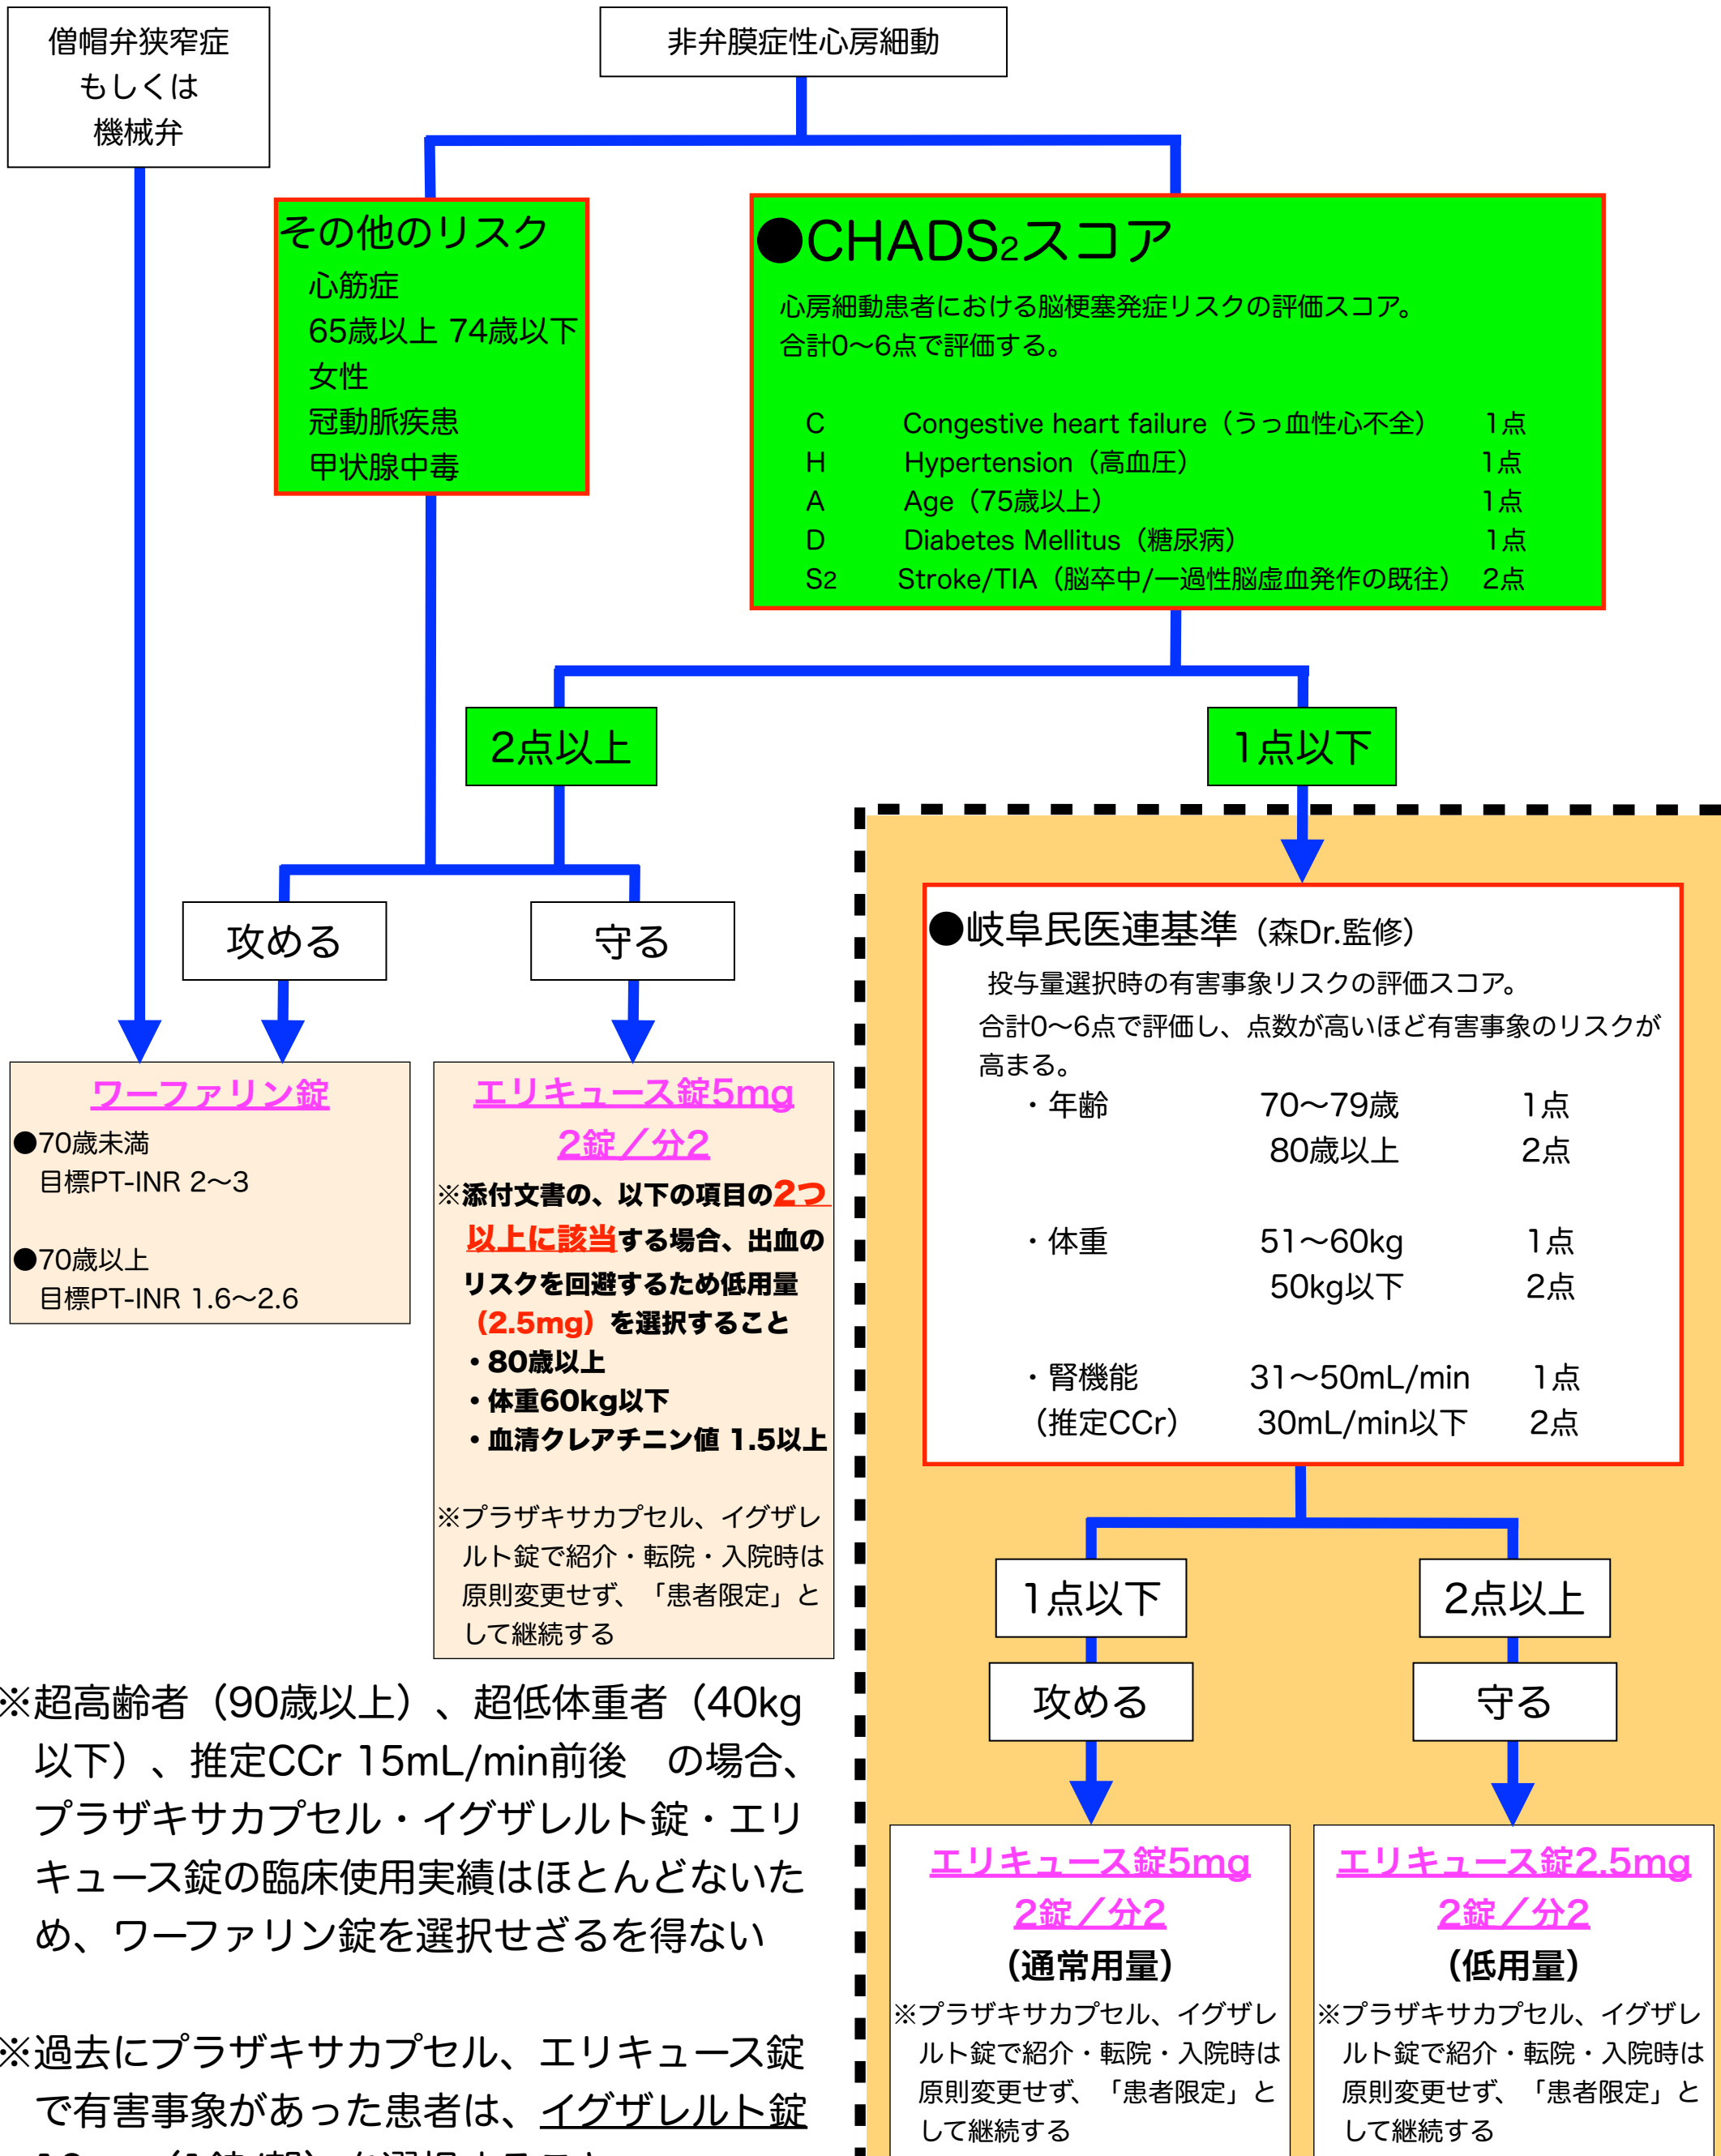 僧帽弁狭窄症
もしくは
機械弁
非弁膜症性心房細動
その他のリスク
心筋症
65歳以上 74歳以下
女性
冠動脈疾患
甲状腺中毒
●CHADS2スコア
心房細動患者における脳梗塞発症リスクの評価スコア。
合計0〜6点で評価する。
C Congestive heart failure（うっ血性心不全） 1点
H Hypertension（高血圧） 1点
A Age（75歳以上） 1点
D Diabetes Mellitus（糖尿病） 1点
S2 Stroke/TIA（脳卒中/一過性脳虚血発作の既往） 2点
2点以上
1点以下
攻める
守る
ワーファリン錠
●70歳未満
目標PT-INR 2〜3
●70歳以上
目標PT-INR 1.6〜2.6
エリキュース錠5mg
2錠／分2
※添付文書の、以下の項目の2つ
以上に該当する場合、出血の
リスクを回避するため低用量
（2.5mg）を選択すること
・80歳以上
・体重60kg以下
・血清クレアチニン値 1.5以上
※プラザキサカプセル、イグザレ
ルト錠で紹介・転院・入院時は
原則変更せず、「患者限定」と
して継続する
●岐阜民医連基準（森Dr.監修）
投与量選択時の有害事象リスクの評価スコア。
合計0〜6点で評価し、点数が高いほど有害事象のリスクが
高まる。
・年齢 70〜79歳 1点
80歳以上 2点
・体重 51〜60kg 1点
50kg以下 2点
・腎機能 31〜50mL/min 1点
（推定CCr） 30mL/min以下 2点
1点以下
2点以上
攻める
守る
エリキュース錠5mg
2錠／分2
（通常用量）
※プラザキサカプセル、イグザレ
ルト錠で紹介・転院・入院時は
原則変更せず、「患者限定」と
して継続する
エリキュース錠2.5mg
2錠／分2
（低用量）
※プラザキサカプセル、イグザレ
ルト錠で紹介・転院・入院時は
原則変更せず、「患者限定」と
して継続する
※超高齢者（90歳以上）、超低体重者（40kg
以下）、推定CCr 15mL/min前後　の場合、
プラザキサカプセル・イグザレルト錠・エリ
キュース錠の臨床使用実績はほとんどないた
め、ワーファリン錠を選択せざるを得ない
※過去にプラザキサカプセル、エリキュース錠
で有害事象があった患者は、イグザレルト錠